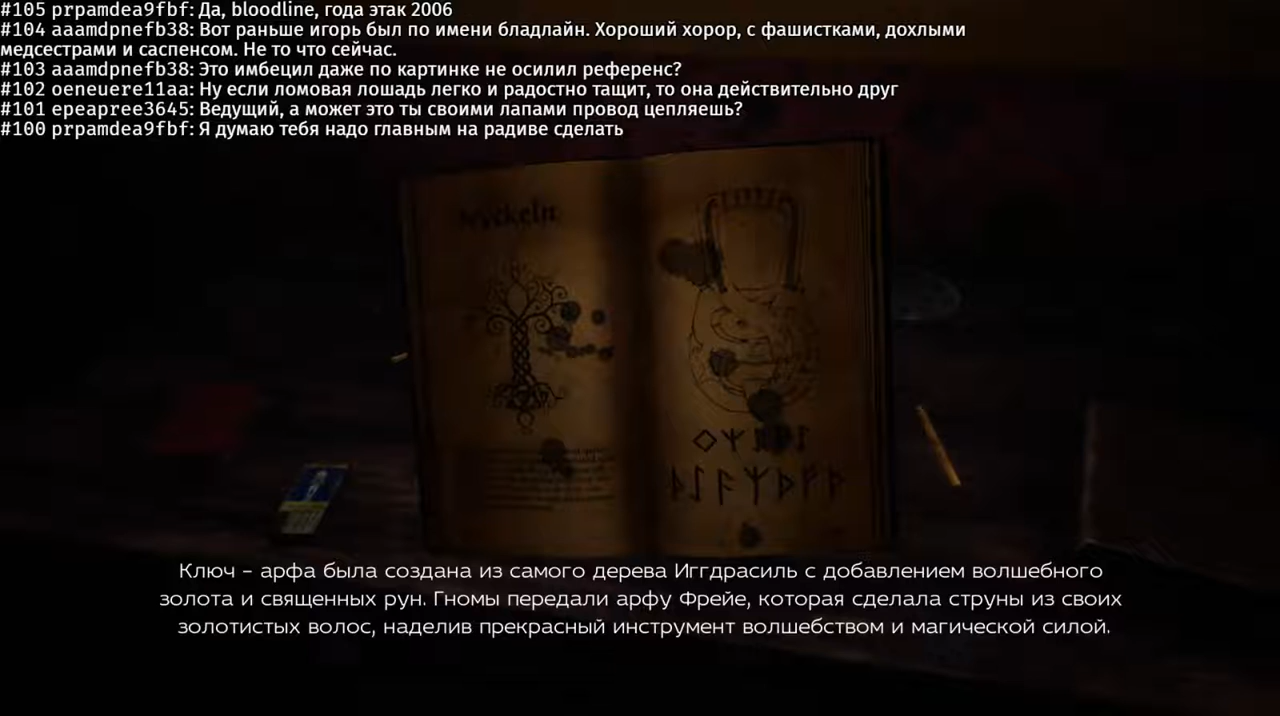 #105 prpamdea9fbf: Да, bloodline, года этак 2006
#104 aaamdpnefb38: Вот раньше игорь был по имени бладлайн. Хороший хорор, с фашистками, дохлыми
медсестрами и саспенсом. Не то что сейчас.
#103 aaamdpnefb38: Это имбецил даже по картинке не осилил референс?
#102 oeneuere11aa: Ну если ломовая лошадь легко и радостно тащит, то она действительно друг
#101 epeapree3645: Ведущий, а может это ты своими лапами провод цепляешь?
#100 prpamdea9fbf: Я думаю тебя надо главным на радиве сделать
Ключ – арфа была создана из самого дерева Иггдрасиль с добавлением волшебного
золота и священных рун. Гномы передали арфу Фрейе, которая сделала струны из своих
золотистых волос, наделив прекрасный инструмент волшебством и магической силой.